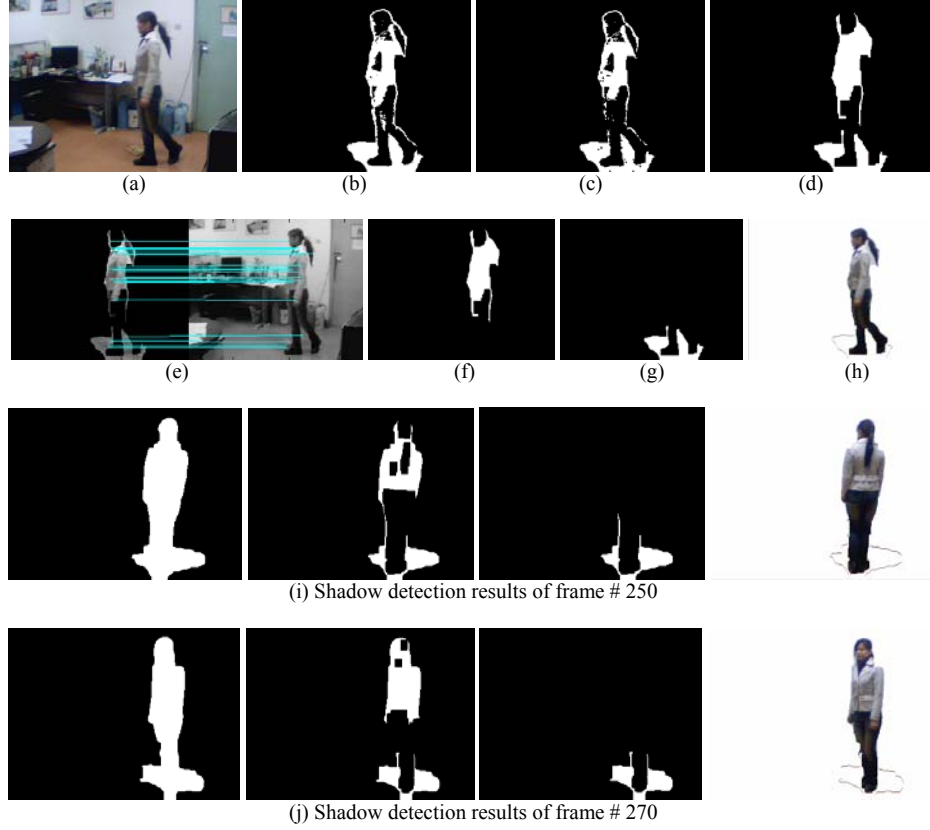 (a)
(b)
(c)
(d)
(e)
(f)
(g)
(h)
(i) Shadow detection results of frame # 250
(j) Shadow detection results of frame # 270